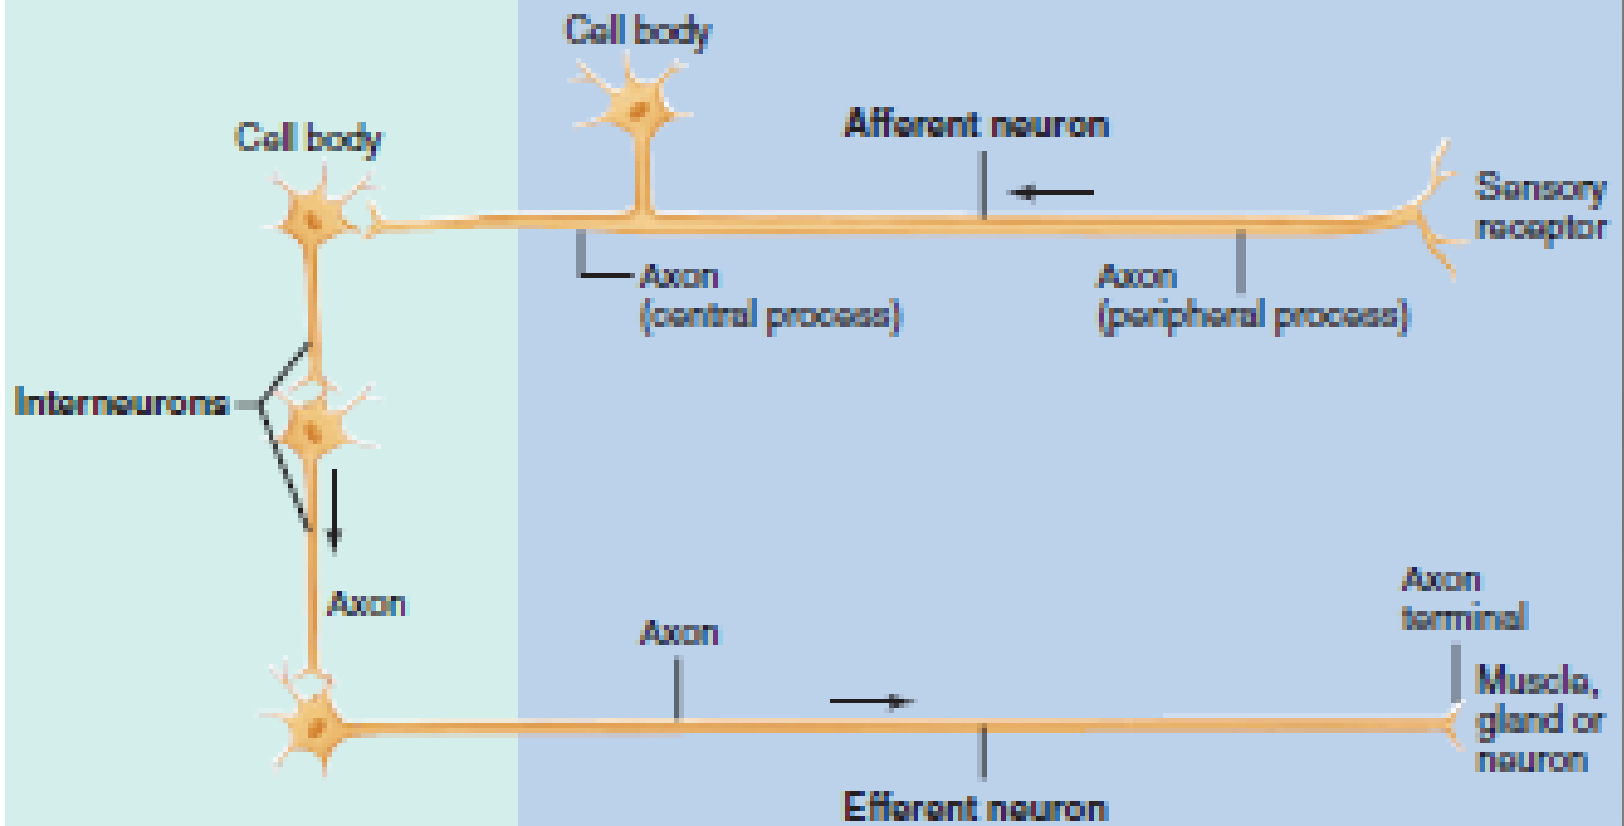 Cell body
Cell body
Afferent neuron
Sensory
receptor
Axon
(central process)
Axon
(peripheral process)
Interneurons
Axon
Axon
Axon
terminal
Muscle,
gland or
neuron
Efferent neuron